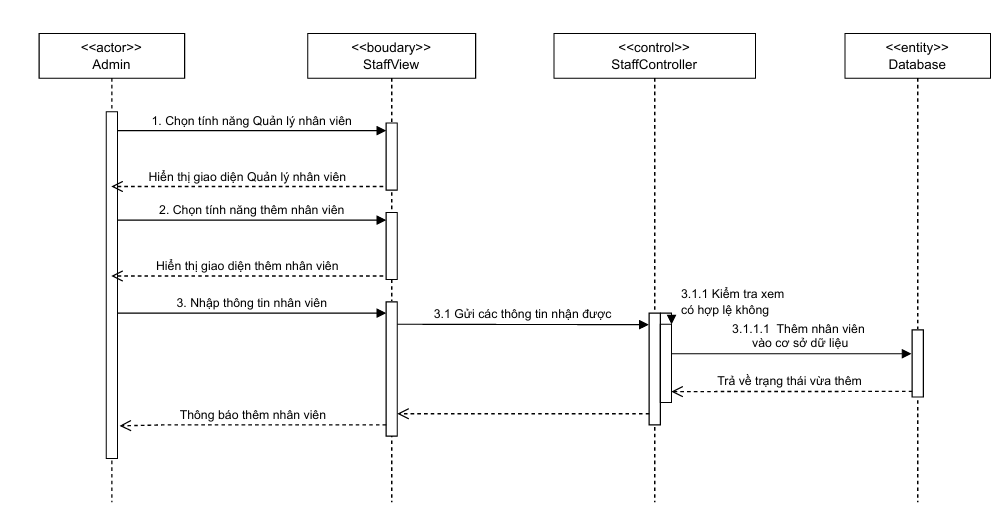 <<actor>>
Admin
<<boudary>>
StaffView
<<control>>
StaffController
<<entity>>
Database
1. Chọn tính năng Quản lý nhân viên
Hiển thị giao diện Quản lý nhân viên
2. Chọn tính năng thêm nhân viên
Hiển thị giao diện thêm nhân viên
3. Nhập thông tin nhân viên
3.1 Gửi các thông tin nhận được
3.1.1 Kiểm tra xem
có hợp lệ không
3.1.1.1 Thêm nhân viên
vào cơ sở dữ liệu
Trả về trạng thái vừa thêm
Thông báo thêm nhân viên